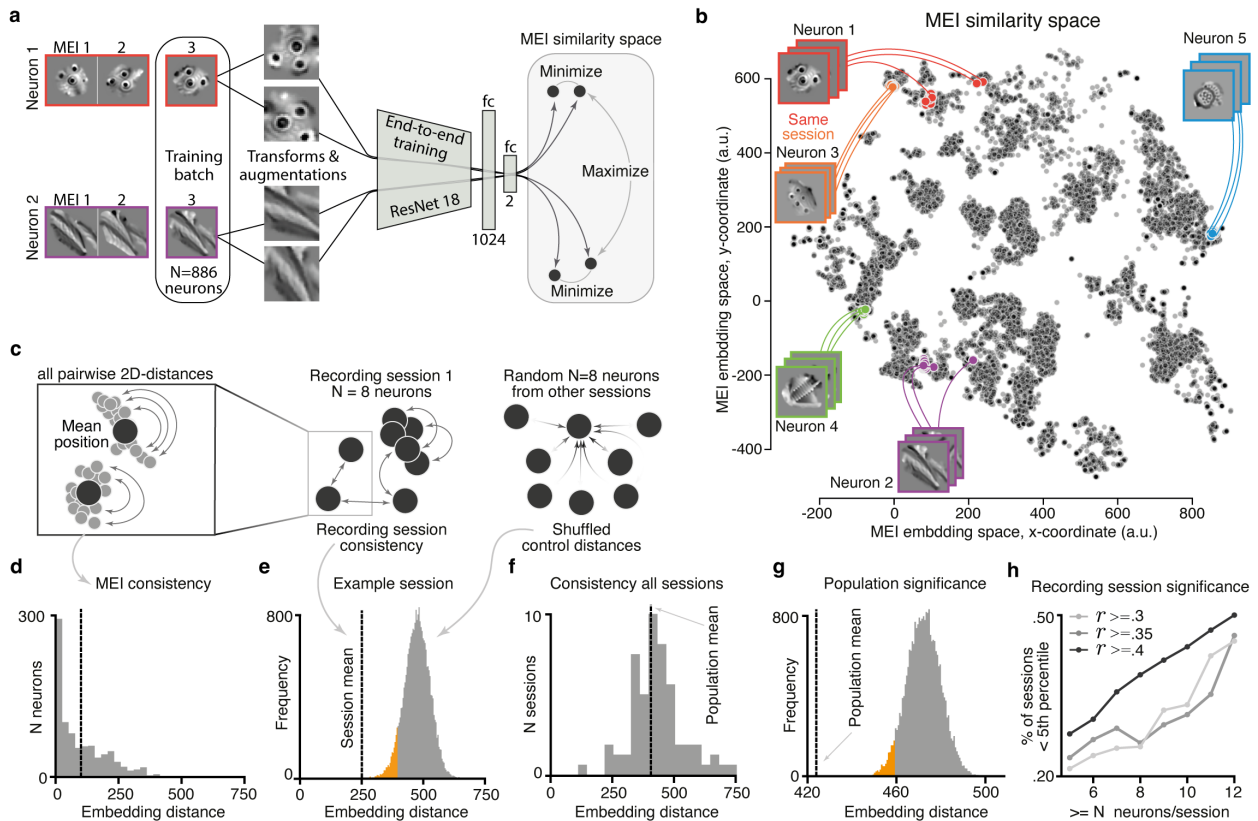 a
Neuron 1
MEI 1
2
3
Neuron 2
MEI 1
2
3
Training
batch
N=886
neurons
Transforms &
augmentations
End-to-end
training
ResNet 18
fc
1024
fc
2
MEI similarity space
Minimize
Maximize
Minimize
b
MEI similarity space
Neuron 1
Same
session
Neuron 3
Neuron 4
Neuron 2
Neuron 5
MEI embdding space, y-coordinate (a.u.)
600
400
200
0
-200
-400
-200
0
200
400
600
800
MEI embdding space, x-coordinate (a.u.)
c
all pairwise 2D-distances
Mean
position
Recording session 1
N = 8 neurons
Recording session
consistency
Random N=8 neurons
from other sessions
Shuffled
control distances
d
MEI consistency
N neurons
300
0
0
250
500
750
Embedding distance
e
Example session
Frequency
800
0
Session mean
0
250
500
750
Embedding distance
f
Consistency all sessions
N sessions
10
0
Population mean
0
250
500
750
Embedding distance
g
Population significance
Frequency
800
0
Population mean
420
460
500
Embedding distance
h
Recording session significance
% of sessions
< 5th percentile
.50
.20
r >=.3
r >=.35
r >=.4
6
8
10
12
>= N neurons/session